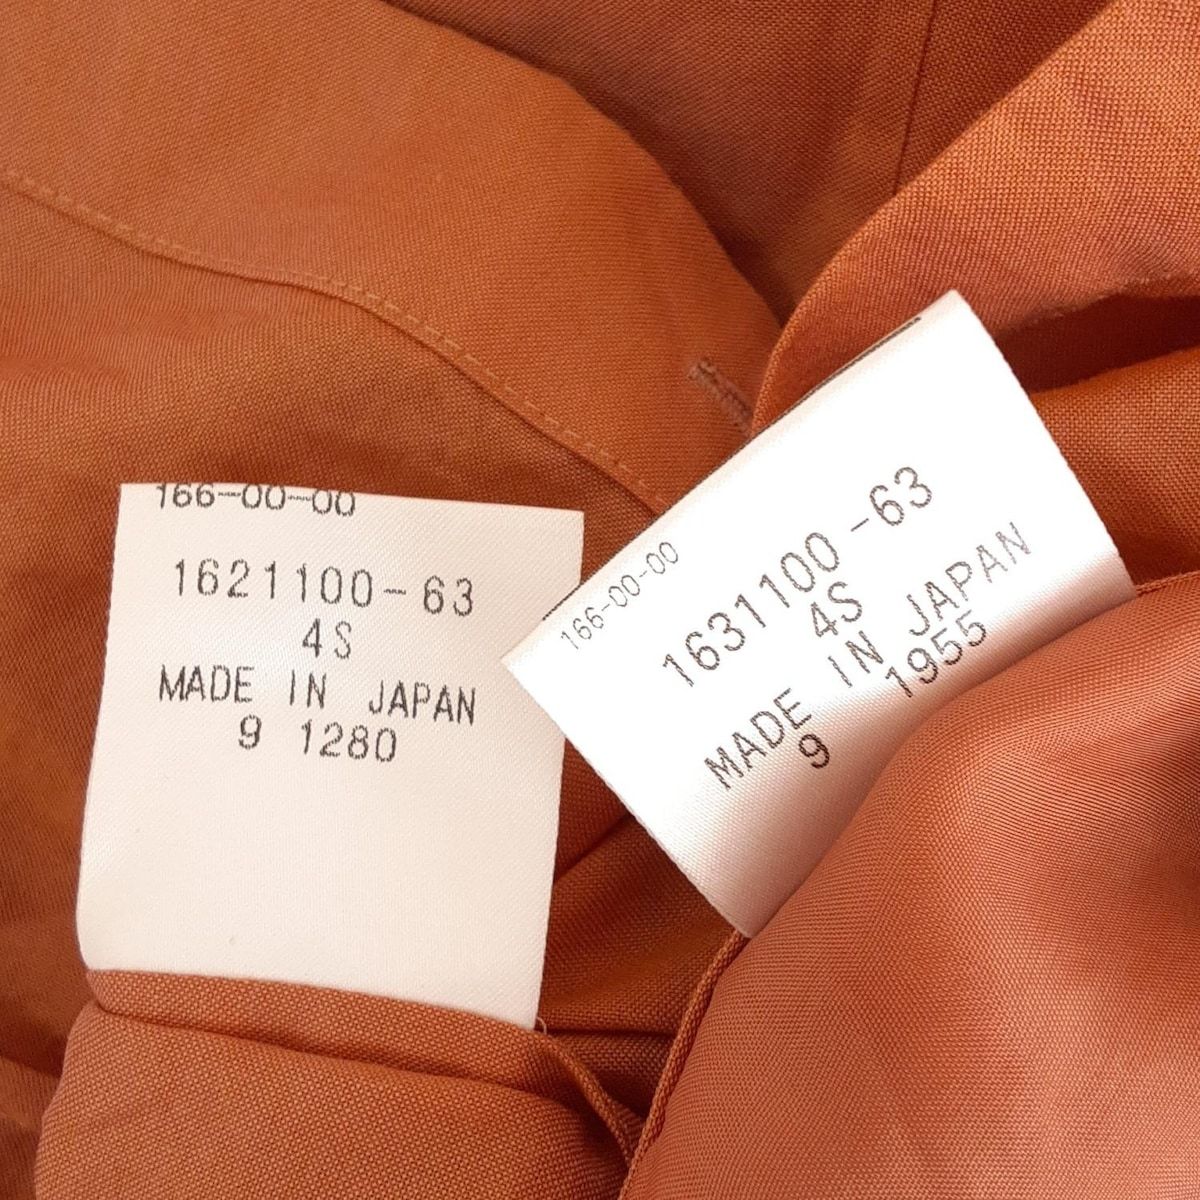 166-00-00
1621100-63
4S
MADE IN JAPAN
9 1280
166-00-00
1631100-63
4S
MADE IN JAPAN
9 1955